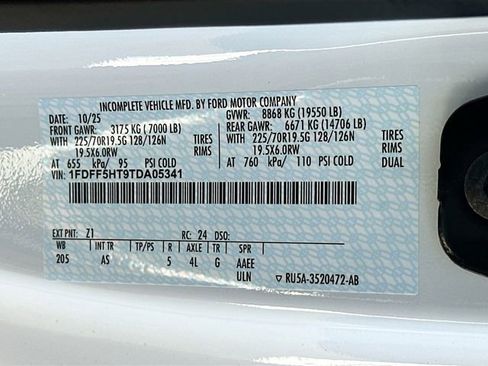 INCOMPLETE VEHICLE MFD. BY FORD MOTOR COMPANY
DATE: 10/25 GVWR: 8868 KG (19550 LB)
FRONT GAWR: 3175 KG (7000 LB) REAR GAWR: 6671 KG (14706 LB)
WITH 225/70R19.5G 128/126N TIRES WITH 225/70R19.5G 128/126N TIRES
19.5X6.0RW RIMS 19.5X6.0RW RIMS
AT 655 kPa/ 95 PSI COLD AT 760 kPa/ 110 PSI COLD DUAL
VIN: 1FDFF5HT9TDA05341
EXT PNT: Z1 RC: 24 DSO:
WB INT TR TP/PS R AXLE TR SPR
205 AS 5 4L G AAEE
ULN RU5A-3520472-AB